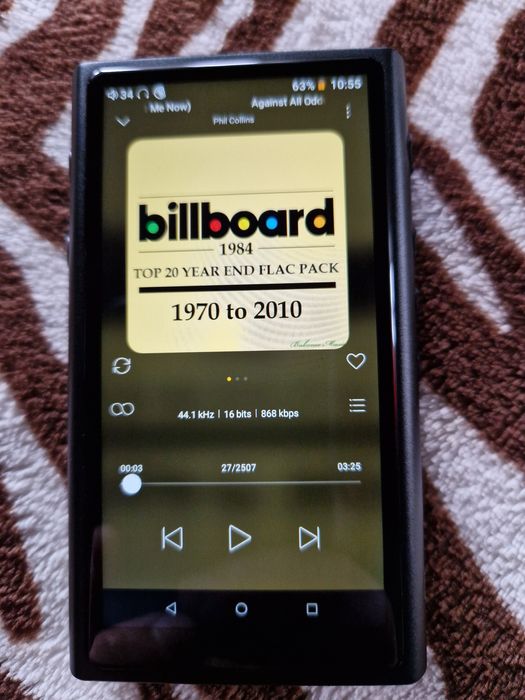 34 63% 10:55
Me Now) Against All Odd
Phil Collins
billboard
1984
TOP 20 YEAR END FLAC PACK
1970 to 2010
44.1 kHz | 16 bits | 868 kbps
00:03 27/2507 03:25